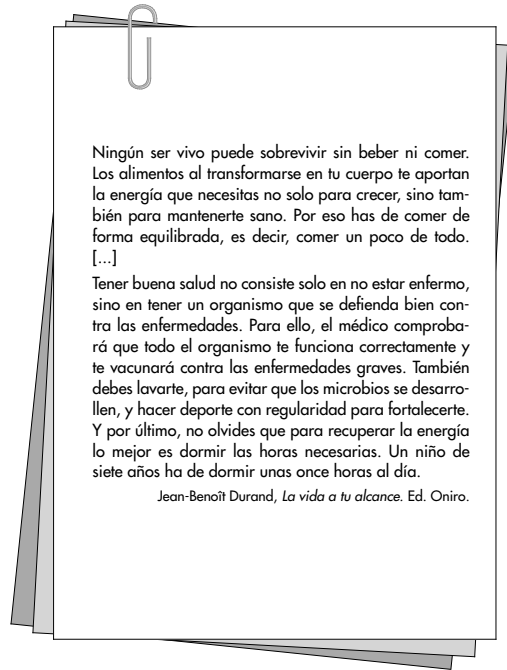 Ningún ser vivo puede sobrevivir sin beber ni comer.
Los alimentos al transformarse en tu cuerpo te aportan
la energía que necesitas no solo para crecer, sino tam-
bién para mantenerte sano. Por eso has de comer de
forma equilibrada, es decir, comer un poco de todo.
[...]
Tener buena salud no consiste solo en no estar enfermo,
sino en tener un organismo que se defienda bien con-
tra las enfermedades. Para ello, el médico comproba-
rá que todo el organismo te funciona correctamente y
te vacunará contra las enfermedades graves. También
debes lavarte, para evitar que los microbios se desarro-
llen, y hacer deporte con regularidad para fortalecerte.
Y por último, no olvides que para recuperar la energía
lo mejor es dormir las horas necesarias. Un niño de
siete años ha de dormir unas once horas al día.
Jean-Benoît Durand, La vida a tu alcance. Ed. Oniro.